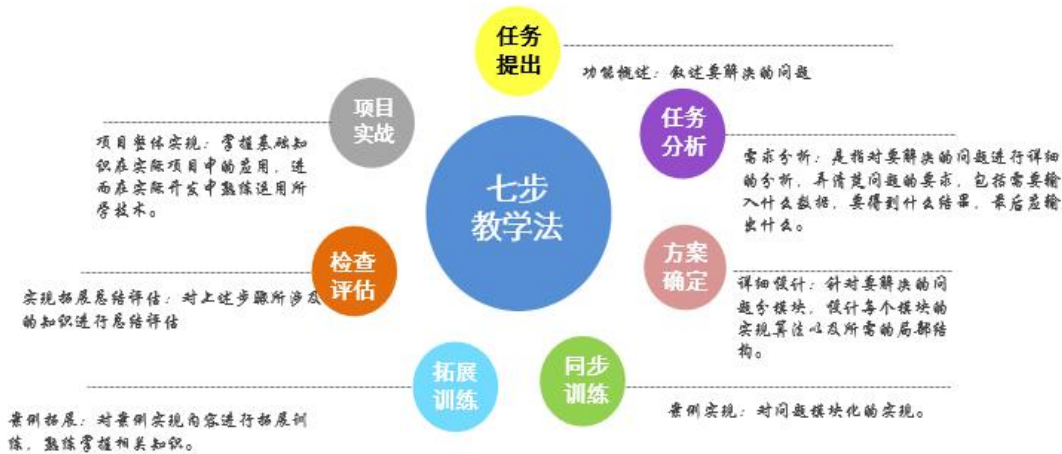 七步
教学法
任务
提出
功能概述：叙述要解决的问题
任务
分析
需求分析：是指对要解决的问题进行详细
的分析，弄清楚问题的要求，包括需要输
入什么数据，要得到什么结果，最后应输
出什么。
方案
确定
详细设计：针对要解决的问
题分模块，设计每个模块的
实现算法以及所需的局部结
构。
同步
训练
案例实现：对问题模块化的实现。
拓展
训练
案例拓展：对案例实现内容进行拓展训
练，熟练掌握相关知识。
检查
评估
实现拓展总结评估：对上述步骤所涉及
的知识进行总结评估
项目
实战
项目整体实现：掌握基础知
识在实际项目中的应用，进
而在实际开发中熟练运用所
学技术。